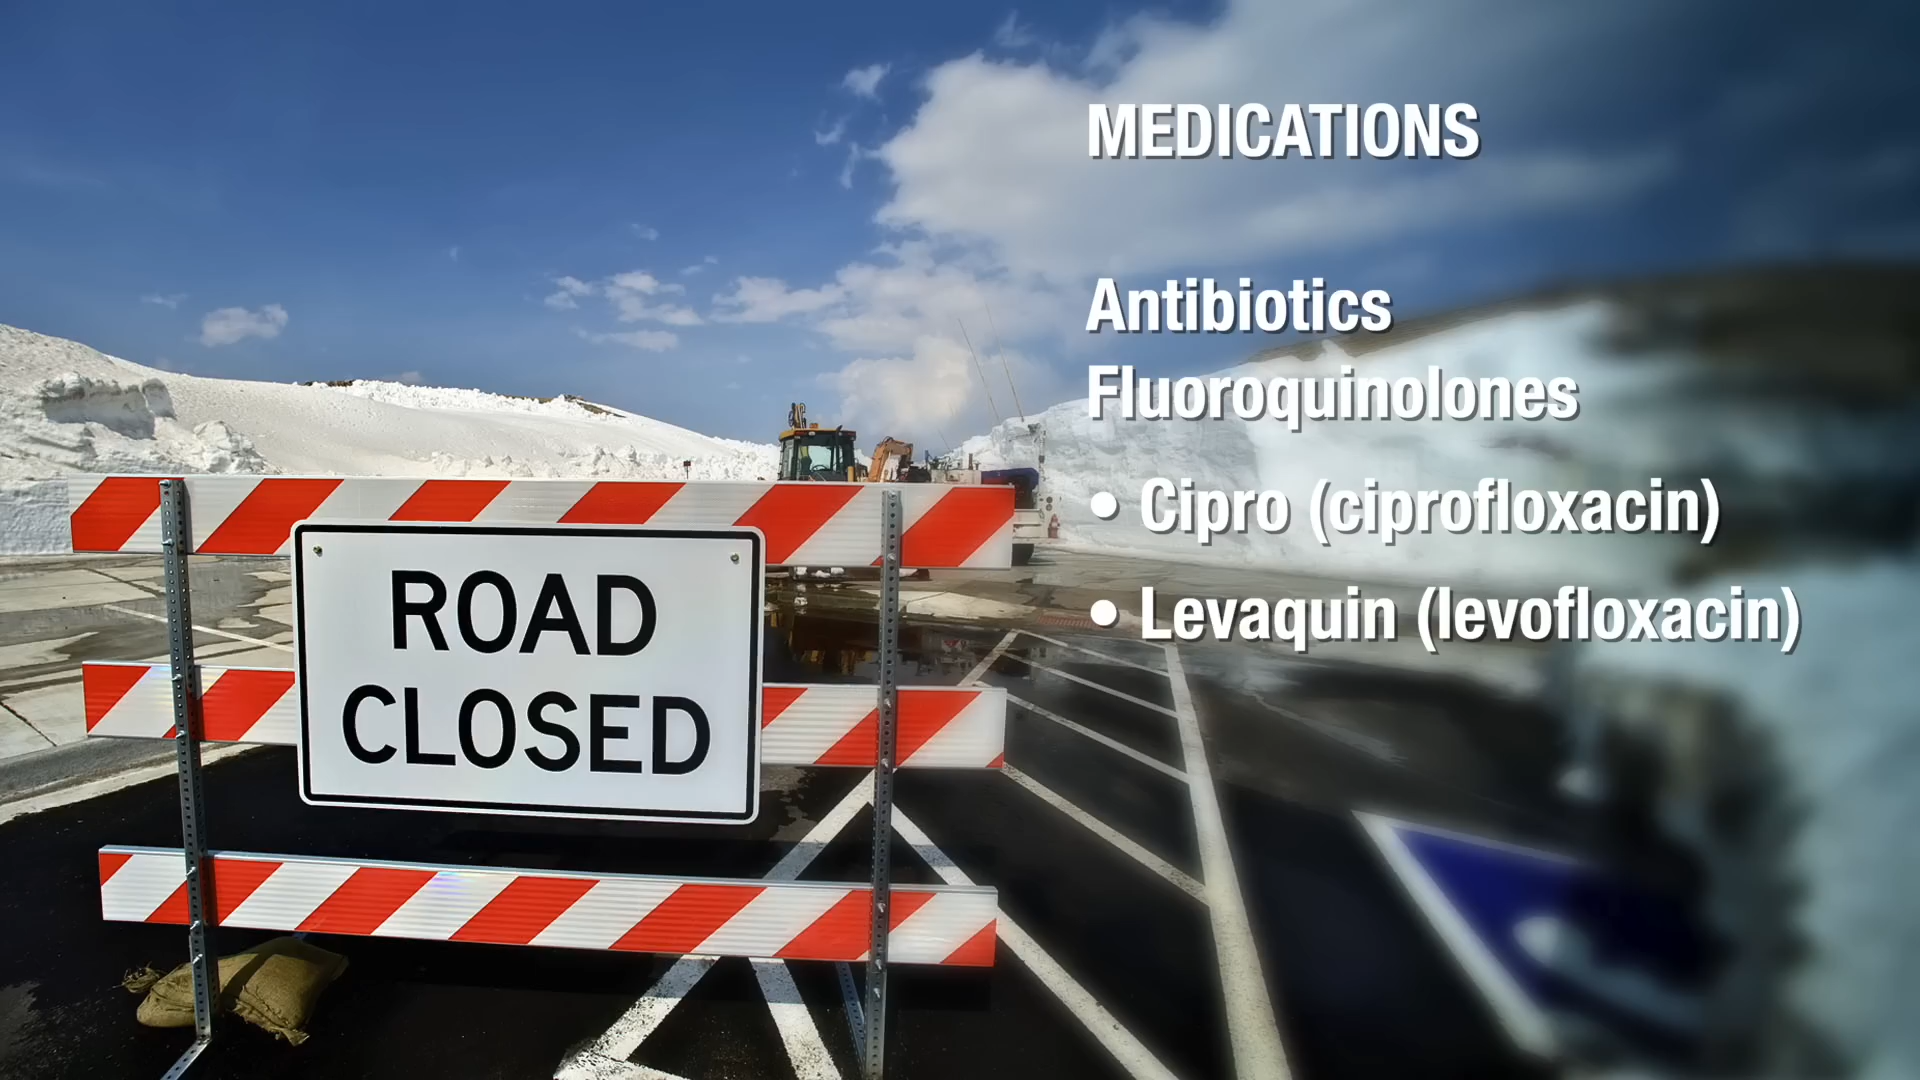 MEDICATIONS
Antibiotics
Fluoroquinolones
• Cipro (ciprofloxacin)
• Levaquin (levofloxacin)
ROAD
CLOSED